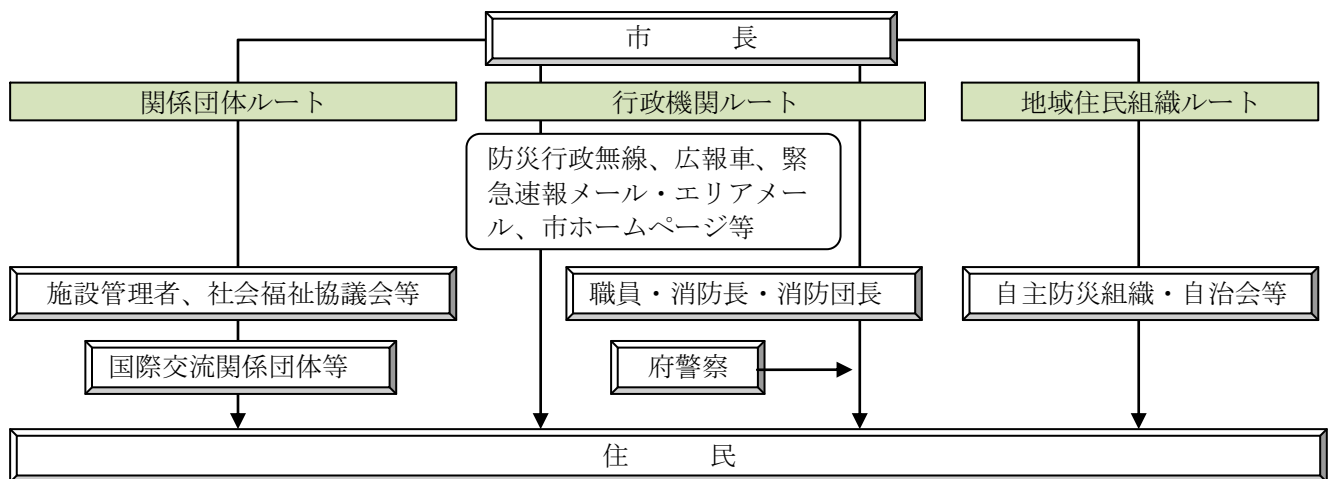 市　　　長
関係団体ルート
行政機関ルート
地域住民組織ルート
防災行政無線、広報車、緊
急速報メール・エリアメー
ル、市ホームページ等
施設管理者、社会福祉協議会等
職員・消防長・消防団長
自主防災組織・自治会等
国際交流関係団体等
府警察
住　　　民